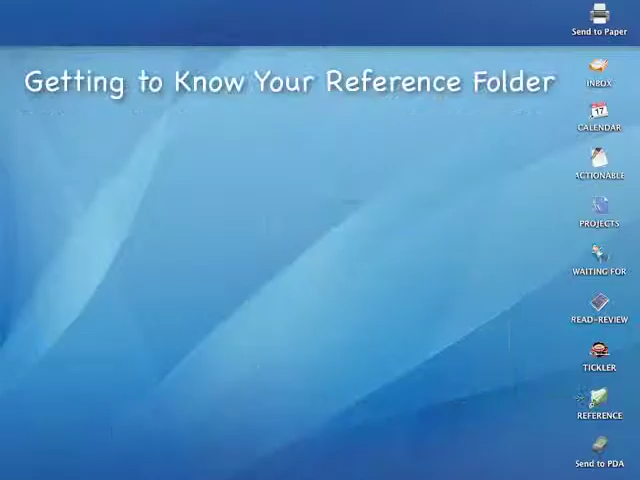 Send to Paper
Getting to Know Your Reference Folder
INBOX
17
CALENDAR
ACTIONABLE
PROJECTS
WAITING FOR
READ-REVIEW
TICKLER
REFERENCE
Send to PDA